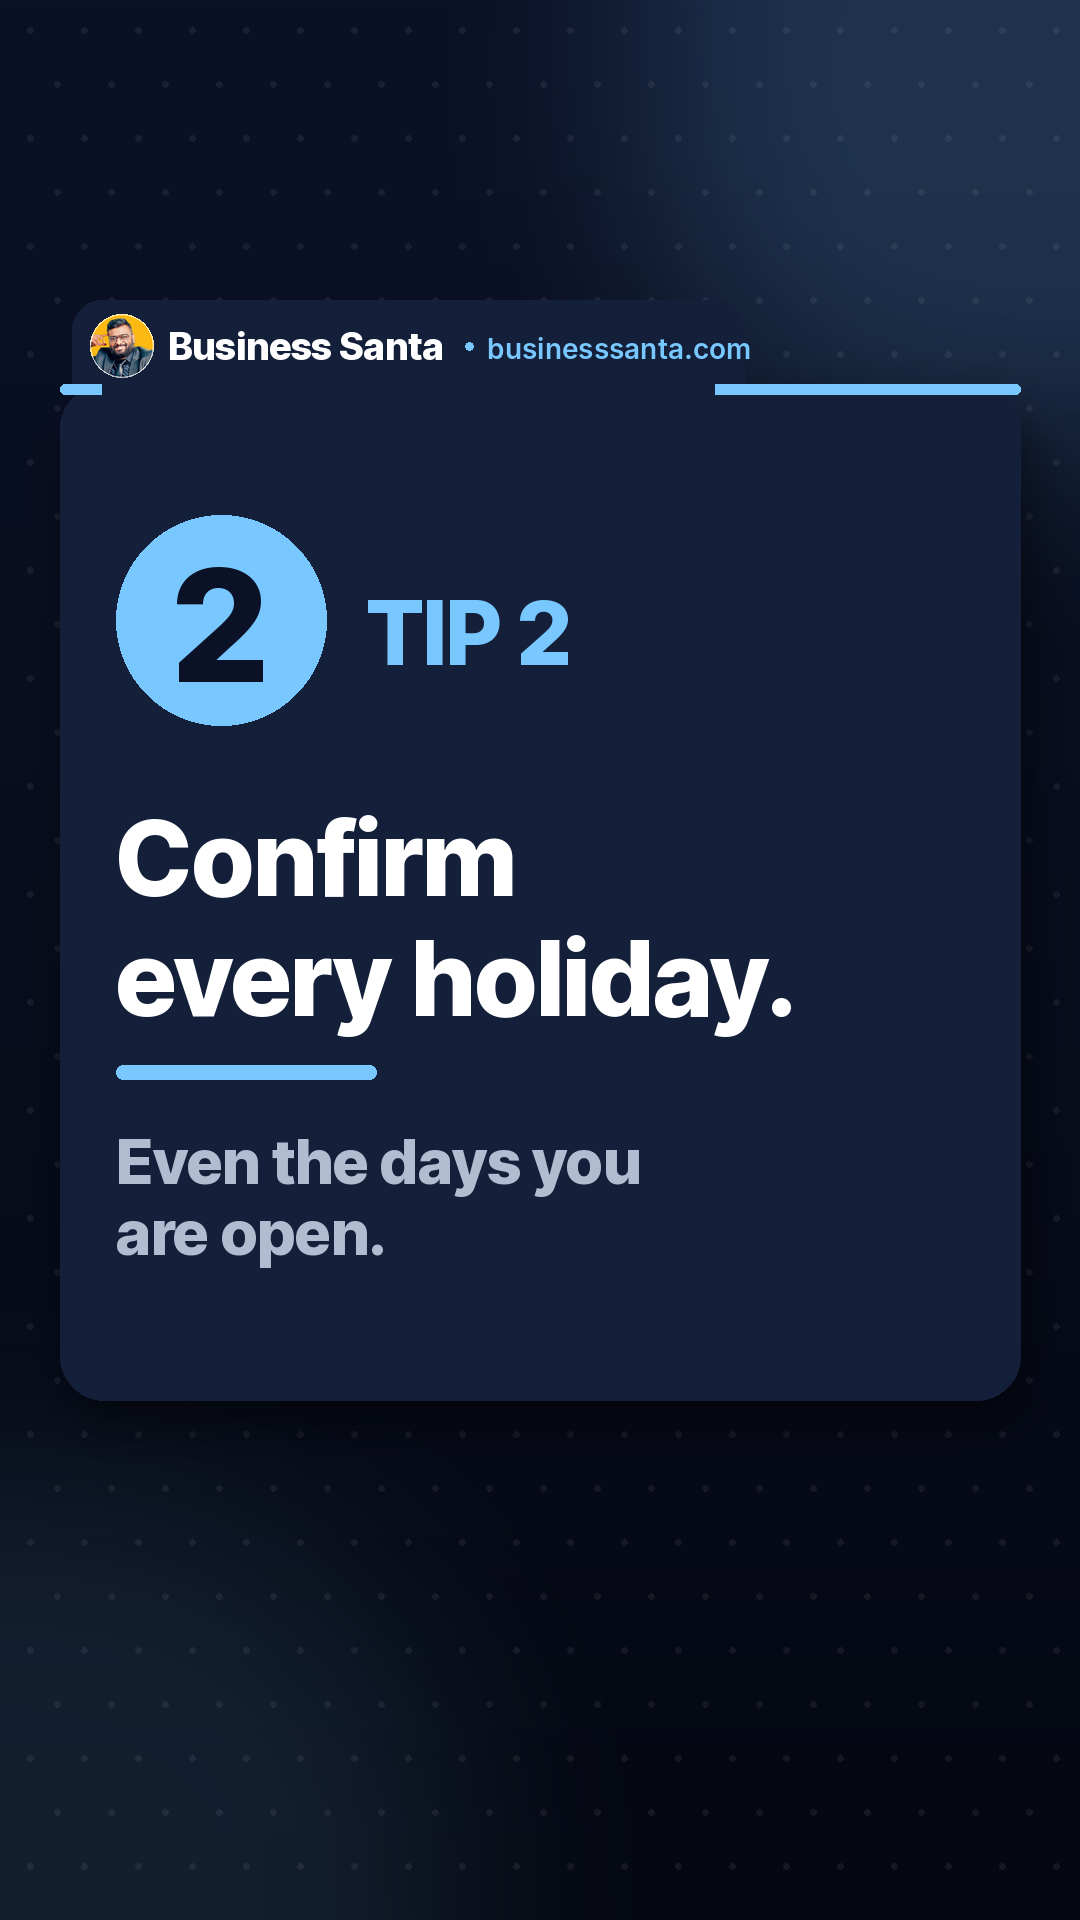 Business Santa • businesssanta.com
2
TIP 2
Confirm
every holiday.
Even the days you
are open.